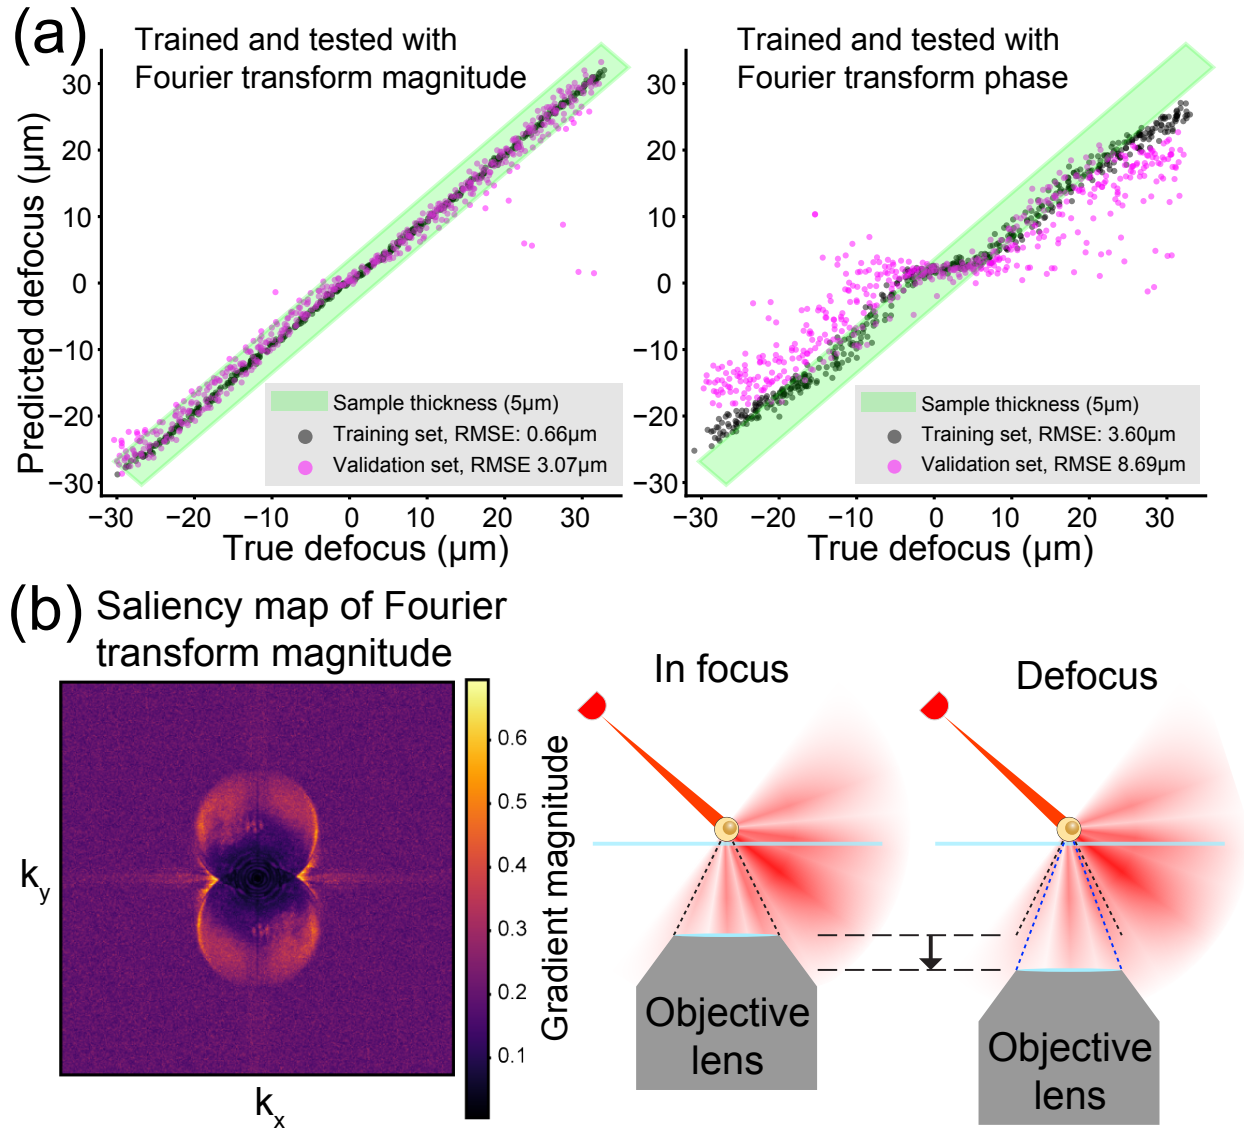 (a)
Trained and tested with
Fourier transform magnitude
Predicted defocus (µm)
30
20
10
0
−10
−20
−30
Sample thickness (5µm)
Training set, RMSE: 0.66µm
Validation set, RMSE 3.07µm
−30 −20 −10 0 10 20 30
True defocus (µm)
Trained and tested with
Fourier transform phase
30
20
10
0
−10
−20
−30
Sample thickness (5µm)
Training set, RMSE: 3.60µm
Validation set, RMSE 8.69µm
−30 −20 −10 0 10 20 30
True defocus (µm)
(b)
Saliency map of Fourier
transform magnitude
ky
kx
0.6
0.5
0.4
0.3
0.2
0.1
Gradient magnitude
In focus
Objective
lens
Defocus
Objective
lens